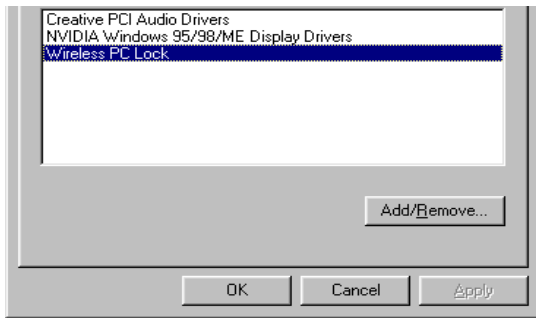 Creative PCI Audio Drivers
NVIDIA Windows 95/98/ME Display Drivers
Wireless PC Lock
Add/Remove...
OK Cancel Apply